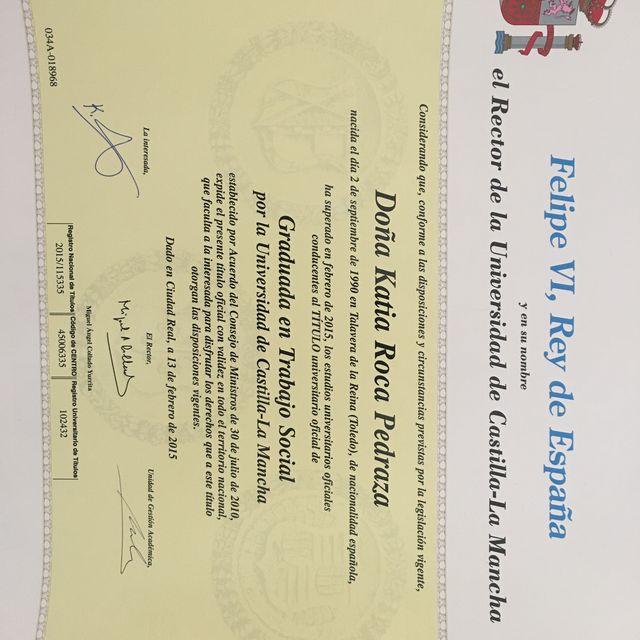 Felipe VI, Rey de España
y en su nombre
el Rector de la Universidad de Castilla-La Mancha
Considerando que, conforme a las disposiciones y circunstancias previstas por la legislación vigente,
Doña Katia Roca Pedraza
nacida el día 2 de septiembre de 1990 en Talavera de la Reina (Toledo), de nacionalidad española,
ha superado en febrero de 2015, los estudios universitarios oficiales
conducentes al TÍTULO universitario oficial de
Graduada en Trabajo Social
por la Universidad de Castilla-La Mancha
establecido por Acuerdo del Consejo de Ministros de 30 de julio de 2010,
expide el presente título oficial con validez en todo el territorio nacional,
que faculta a la interesada para disfrutar los derechos que a este título
otorgan las disposiciones vigentes.
Dado en Ciudad Real, a 13 de febrero de 2015
La interesada,
El Rector,
Unidad de Gestión Académica,
Miguel Ángel Collado Yurrita
Registro Nacional de Títulos Código de CENTRO Registro Universitario de Títulos
2015/115335 45006335 102432
034A-018968